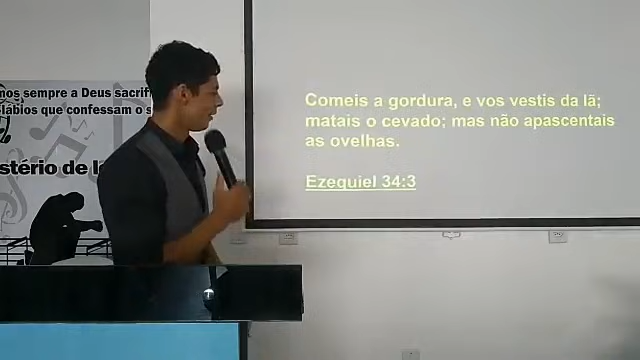 mos sempre a Deus sacrif
lábios que confessam o s
stério de l
Comeis a gordura, e vos vestis da lã;
matais o cevado; mas não apascentais
as ovelhas.
Ezequiel 34:3